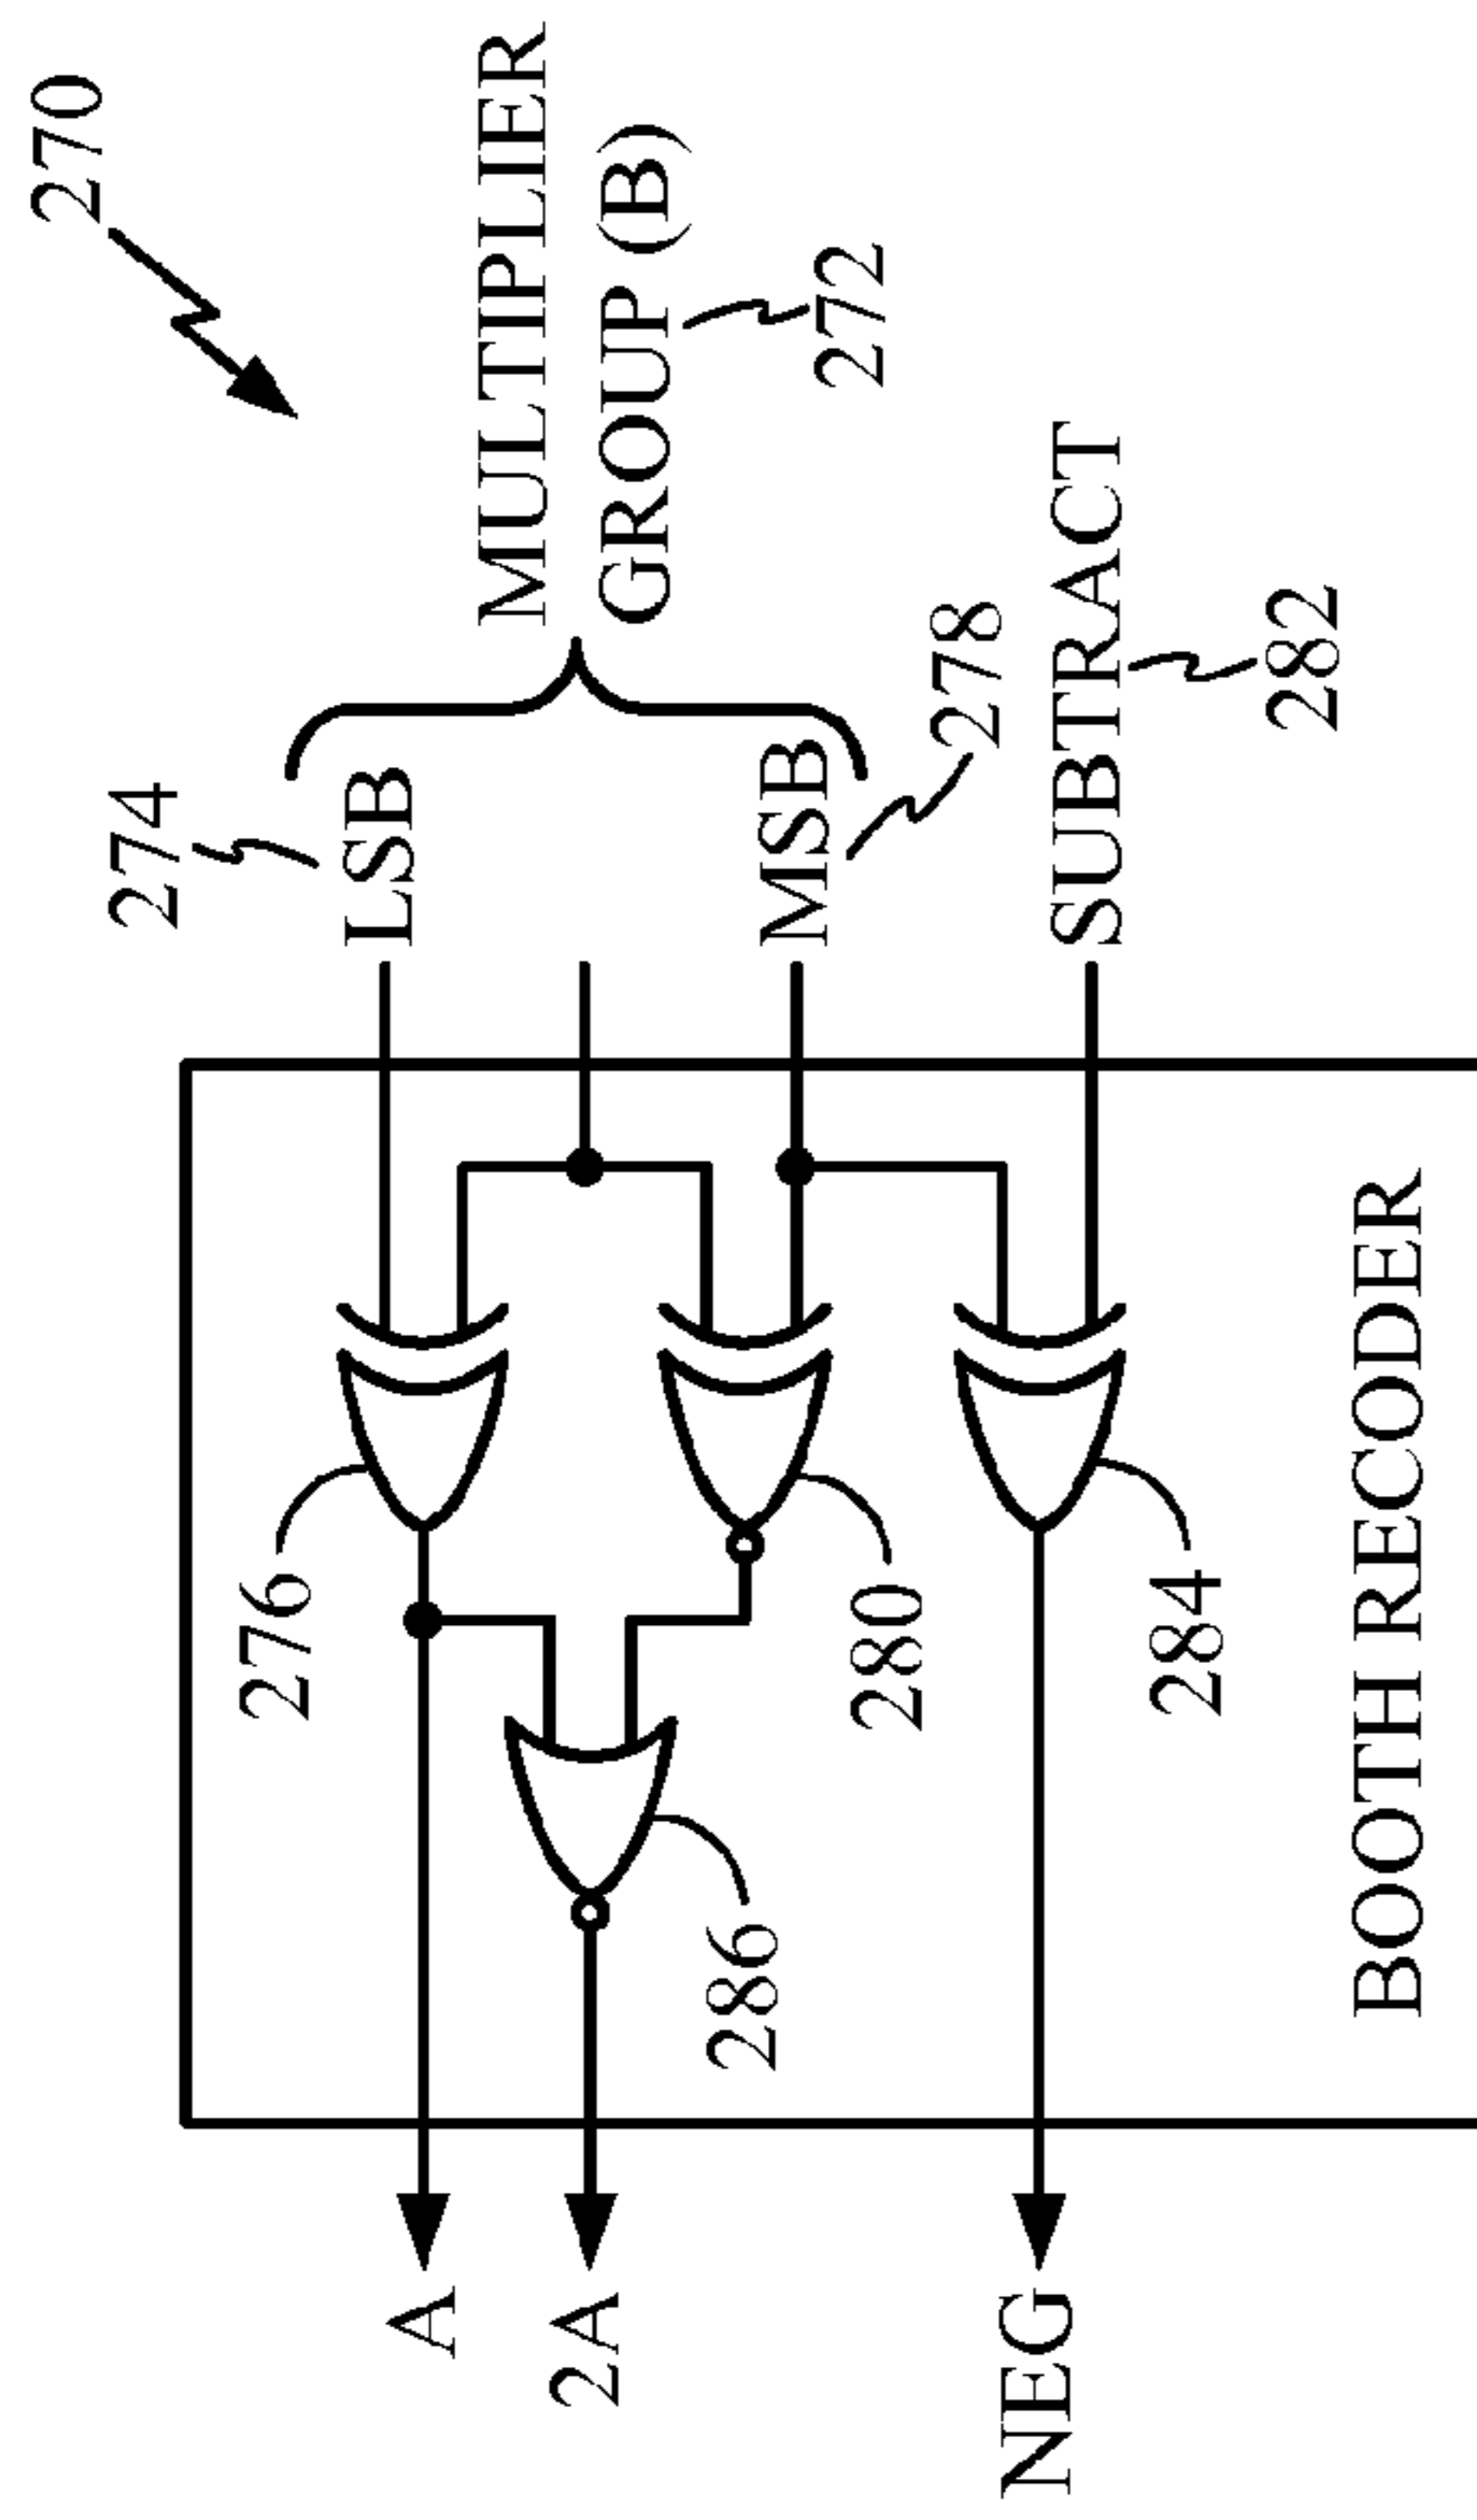 270
MULTIPLIER
GROUP (B)
272
274
LSB
MSB
278
SUBTRACT
282
276
280
284
286
A
2A
NEG
BOOTH RECODER